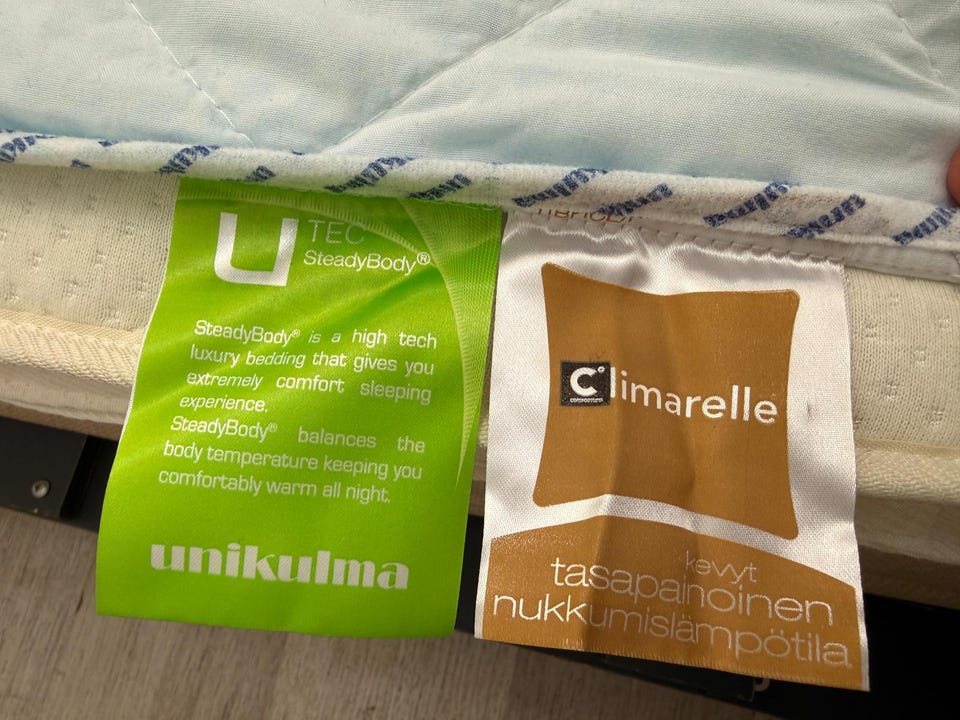 U TEC
SteadyBody®
SteadyBody® is a high tech
luxury bedding that gives you
extremely comfort sleeping
experience.
SteadyBody® balances the
body temperature keeping you
comfortably warm all night.
unikulma
Climarelle
kevyt
tasapainoinen
nukkumislämpötila